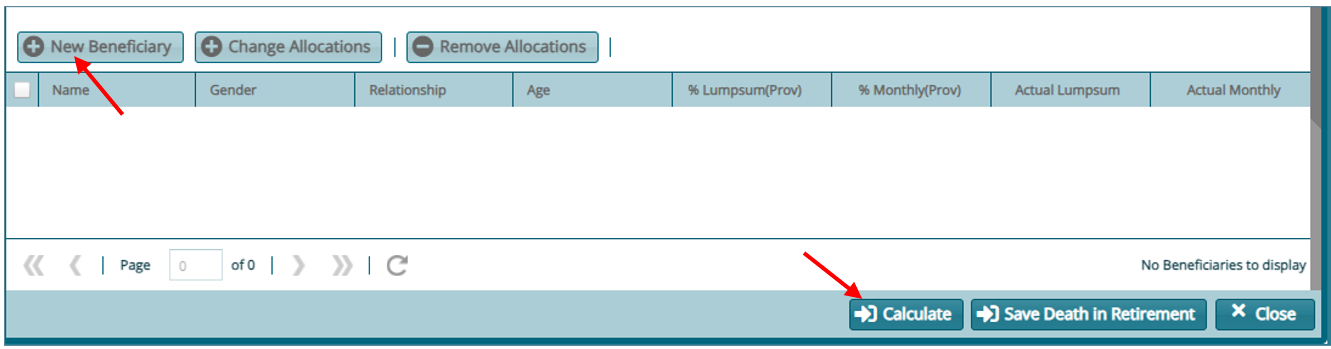 New Beneficiary Change Allocations | Remove Allocations |
Name Gender Relationship Age % Lumpsum(Prov) % Monthly(Prov) Actual Lumpsum Actual Monthly
Page 0 of 0 No Beneficiaries to display
Calculate Save Death in Retirement Close